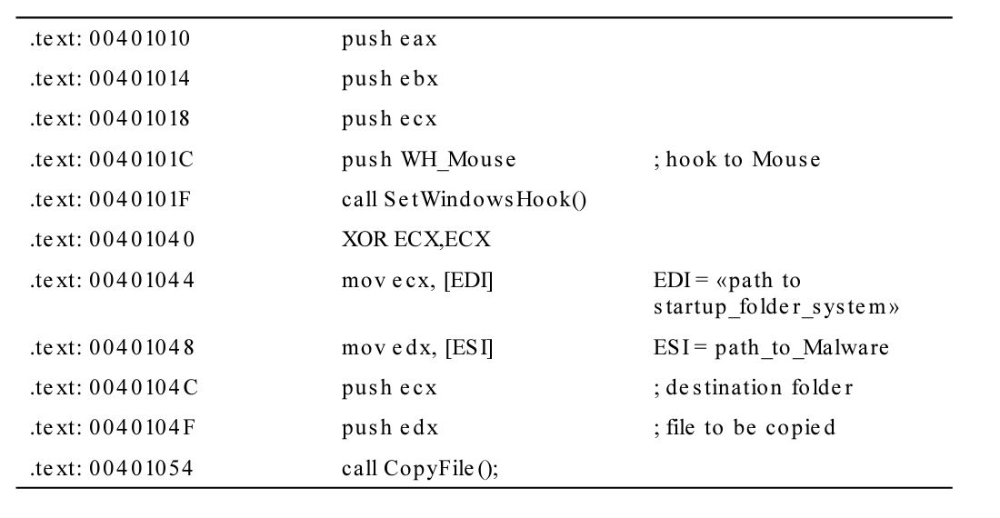 .text: 00401010 push eax
.text: 00401014 push ebx
.text: 00401018 push ecx
.text: 0040101C push WH_Mouse ; hook to Mouse
.text: 0040101F call SetWindowsHook()
.text: 00401040 XOR ECX,ECX
.text: 00401044 mov ecx, [EDI] EDI = «path to
startup_folder_system»
.text: 00401048 mov edx, [ESI] ESI = path_to_Malware
.text: 0040104C push ecx ; destination folder
.text: 0040104F push edx ; file to be copied
.text: 00401054 call CopyFile();